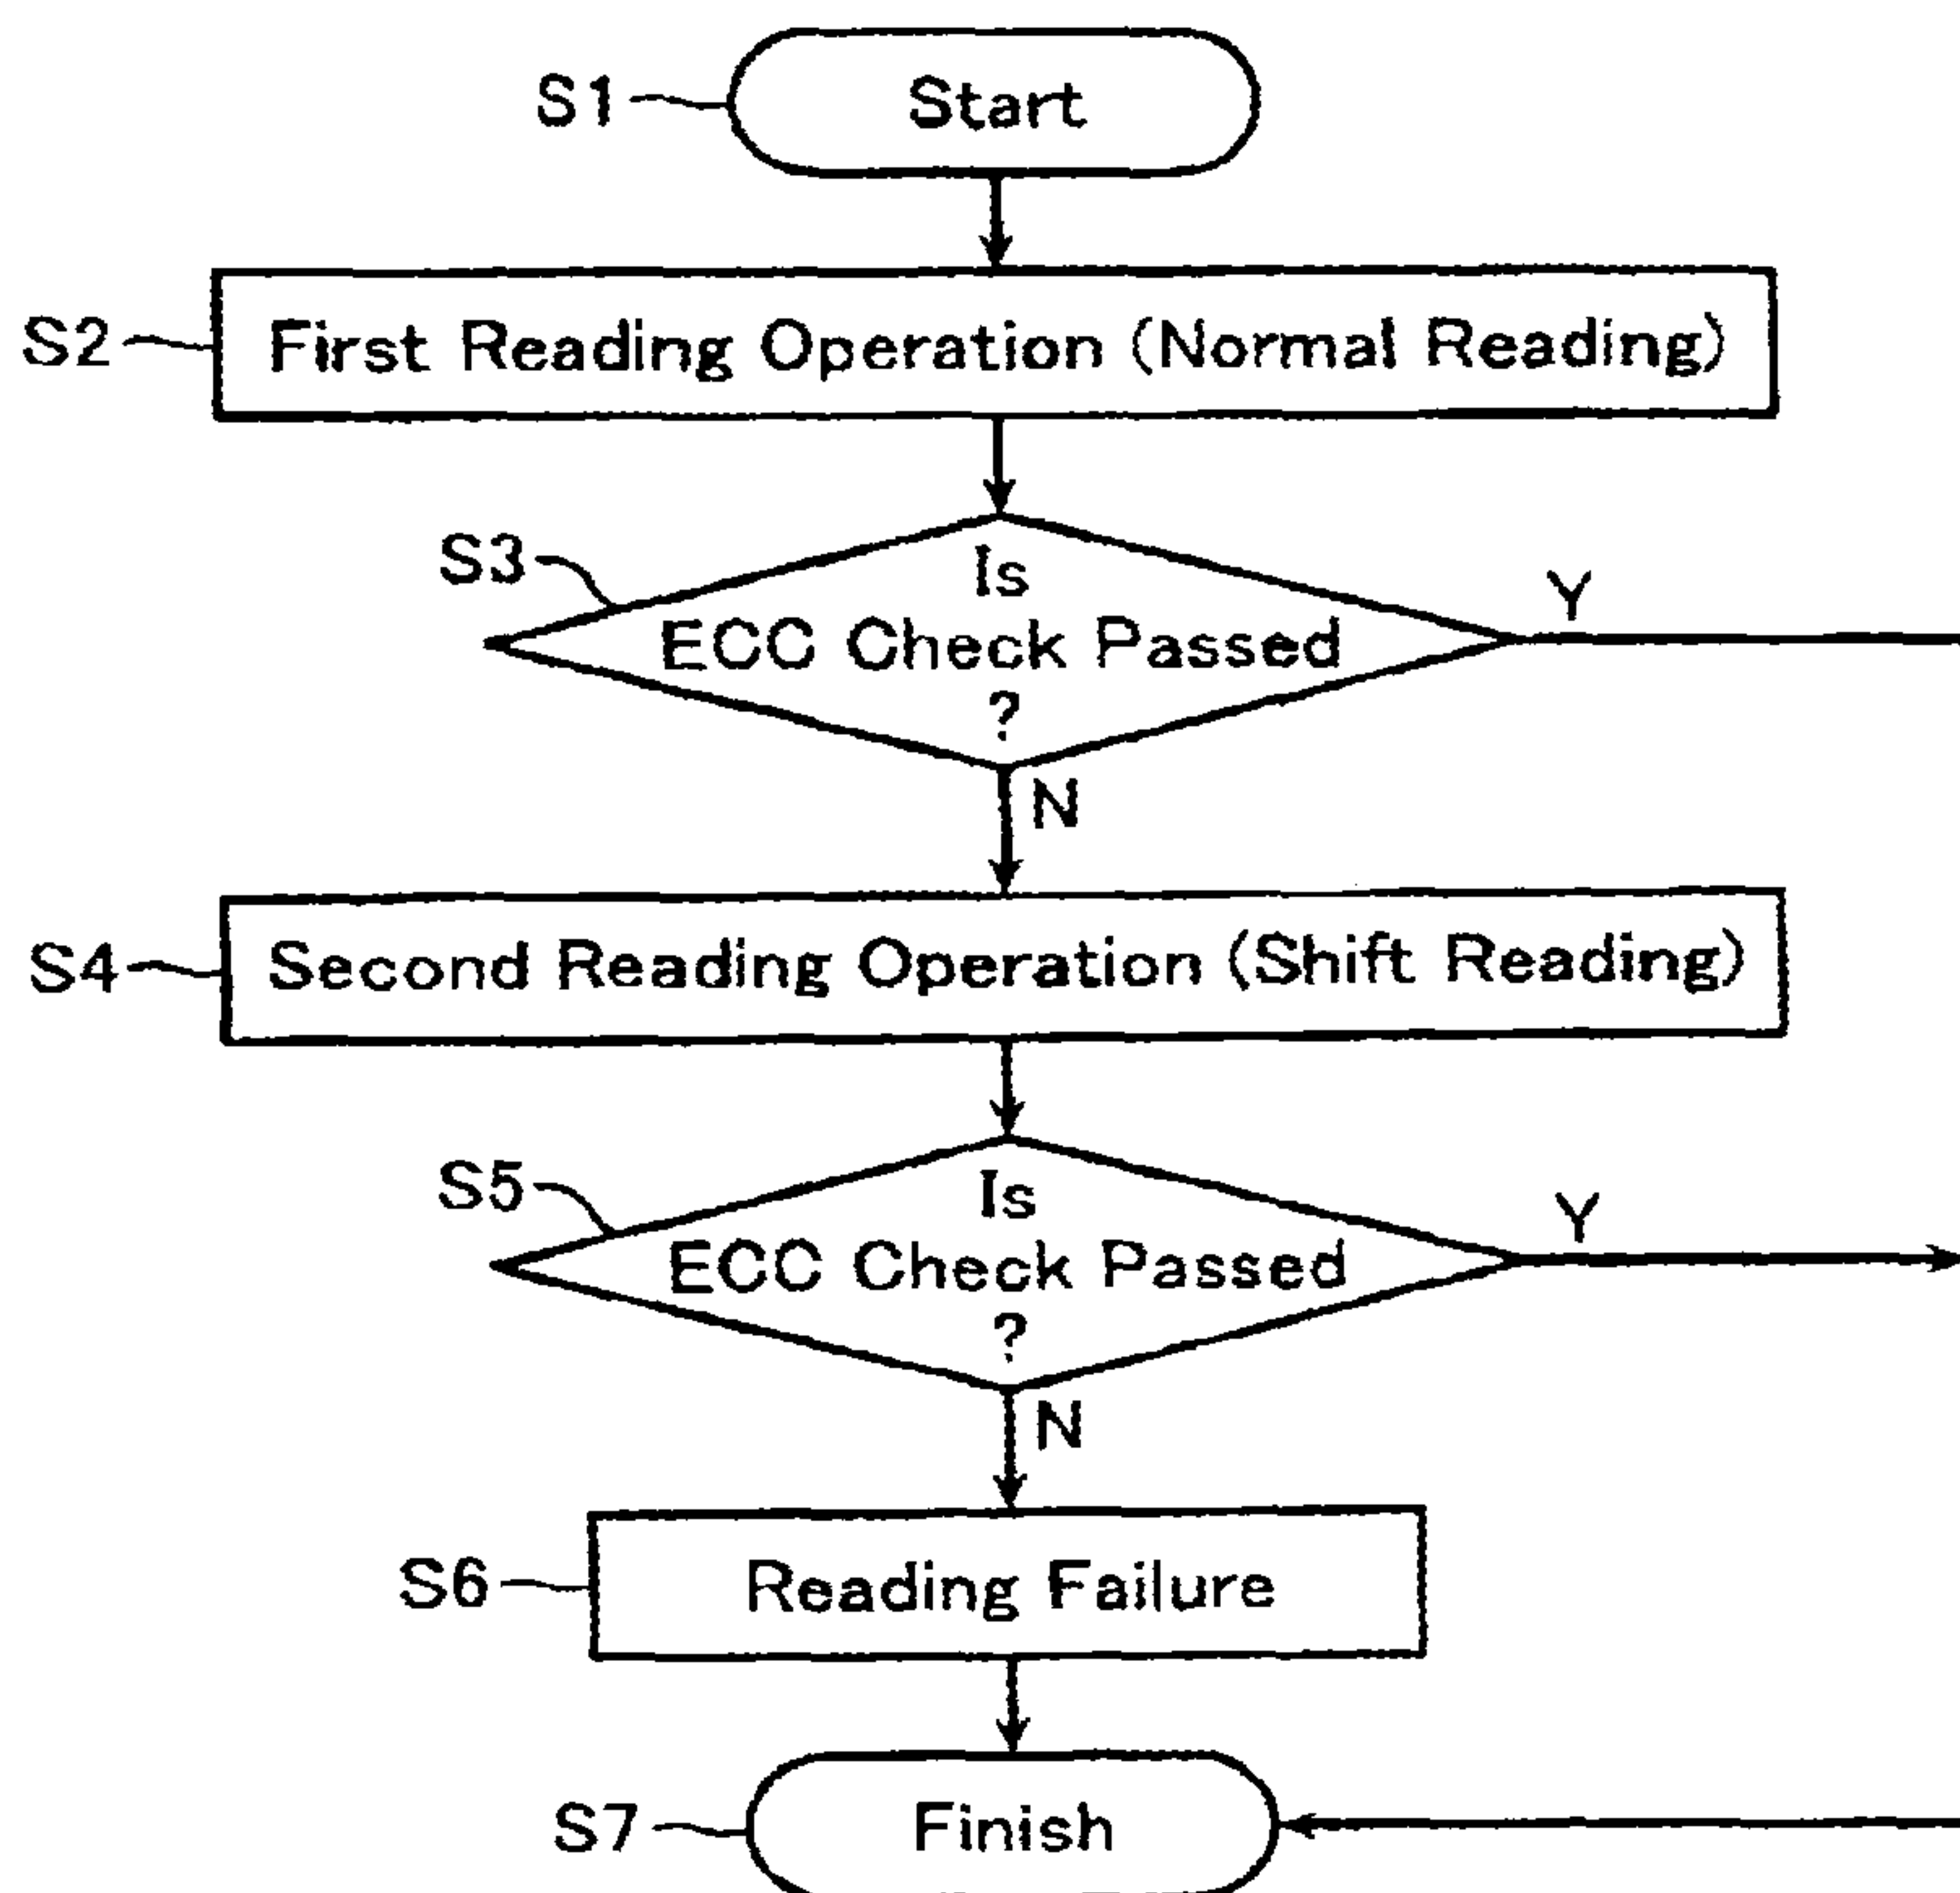 S1
Start
S2
First Reading Operation (Normal Reading)
S3
Is
ECC Check Passed
?
Y
N
S4
Second Reading Operation (Shift Reading)
S5
Is
ECC Check Passed
?
Y
N
S6
Reading Failure
S7
Finish